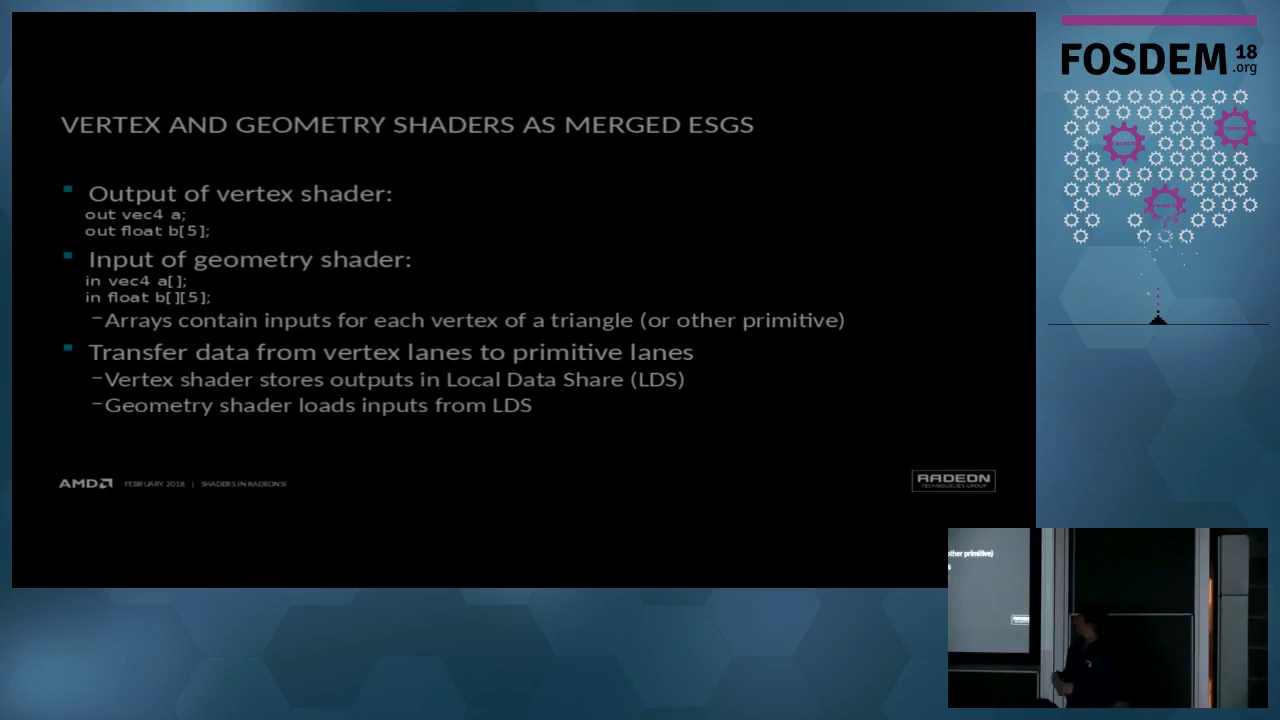 VERTEX AND GEOMETRY SHADERS AS MERGED ESGS
Output of vertex shader:
out vec4 a;
out float b[5];
Input of geometry shader:
in vec4 a[];
in float b[][5];
–Arrays contain inputs for each vertex of a triangle (or other primitive)
Transfer data from vertex lanes to primitive lanes
–Vertex shader stores outputs in Local Data Share (LDS)
–Geometry shader loads inputs from LDS
AMD
FEBRUARY 2018 | SHADERS IN RADEONSI
RADEON
TECHNOLOGIES GROUP
FOSDEM 18
.org
other primitive)
s